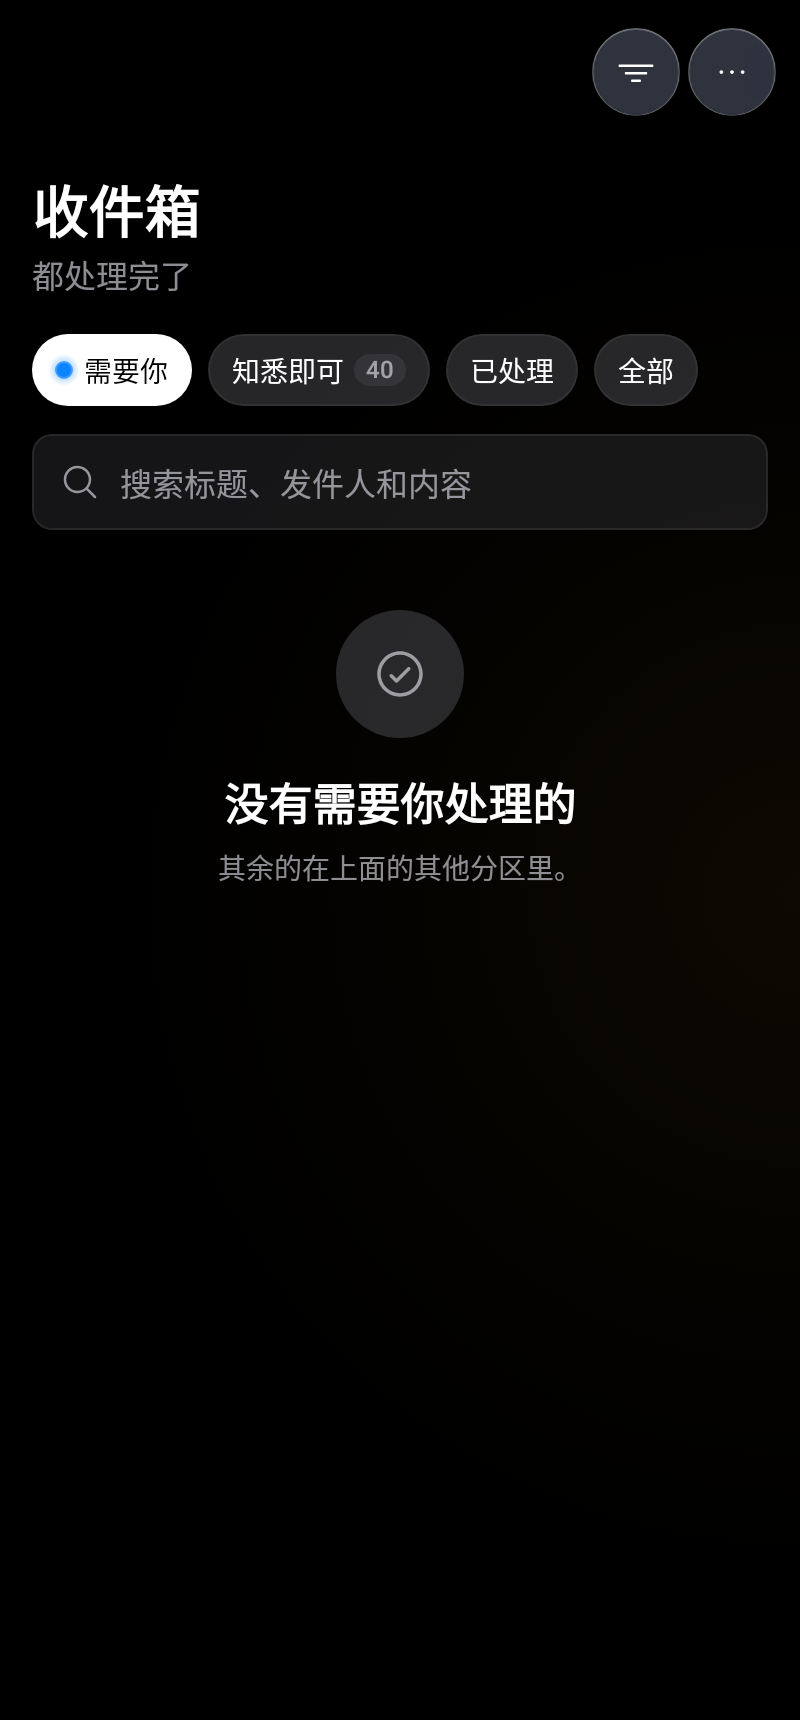 收件箱
都处理完了
需要你 知悉即可 40 已处理 全部
搜索标题、发件人和内容
没有需要你处理的
其余的在上面的其他分区里。